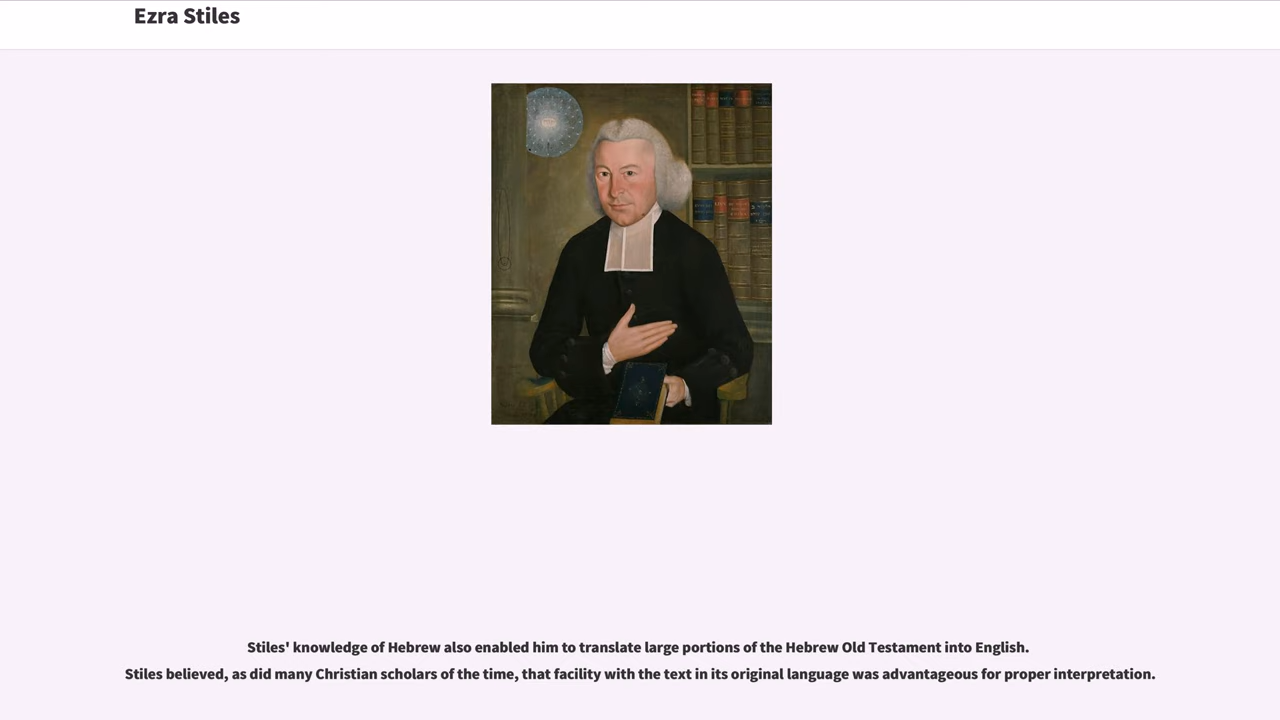 Ezra Stiles
Stiles' knowledge of Hebrew also enabled him to translate large portions of the Hebrew Old Testament into English.
Stiles believed, as did many Christian scholars of the time, that facility with the text in its original language was advantageous for proper interpretation.